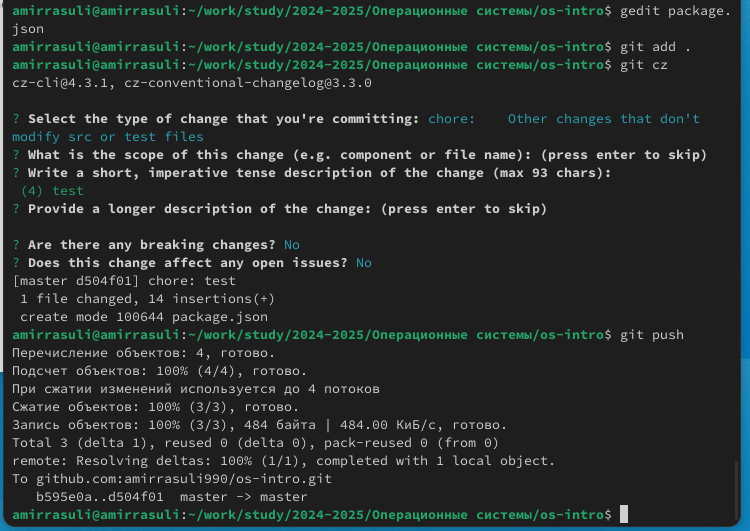 amirrasuli@amirrasuli:~/work/study/2024-2025/Операционные системы/os-intro$ gedit package.
json
amirrasuli@amirrasuli:~/work/study/2024-2025/Операционные системы/os-intro$ git add .
amirrasuli@amirrasuli:~/work/study/2024-2025/Операционные системы/os-intro$ git cz
cz-cli@4.3.1, cz-conventional-changelog@3.3.0
? Select the type of change that you're committing: chore:    Other changes that don't
modify src or test files
? What is the scope of this change (e.g. component or file name): (press enter to skip)
? Write a short, imperative tense description of the change (max 93 chars):
 (4) test
? Provide a longer description of the change: (press enter to skip)
? Are there any breaking changes? No
? Does this change affect any open issues? No
[master d504f01] chore: test
 1 file changed, 14 insertions(+)
 create mode 100644 package.json
amirrasuli@amirrasuli:~/work/study/2024-2025/Операционные системы/os-intro$ git push
Перечисление объектов: 4, готово.
Подсчет объектов: 100% (4/4), готово.
При сжатии изменений используется до 4 потоков
Сжатие объектов: 100% (3/3), готово.
Запись объектов: 100% (3/3), 484 байта | 484.00 КиБ/с, готово.
Total 3 (delta 1), reused 0 (delta 0), pack-reused 0 (from 0)
remote: Resolving deltas: 100% (1/1), completed with 1 local object.
To github.com:amirrasuli990/os-intro.git
   b595e0a..d504f01  master -> master
amirrasuli@amirrasuli:~/work/study/2024-2025/Операционные системы/os-intro$